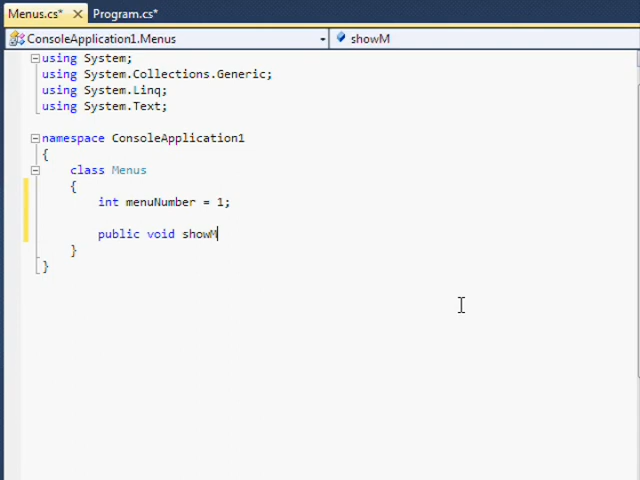 Menus.cs* Program.cs*
ConsoleApplication1.Menus showM
using System;
using System.Collections.Generic;
using System.Linq;
using System.Text;
namespace ConsoleApplication1
{
class Menus
{
int menuNumber = 1;
public void showM
}
}